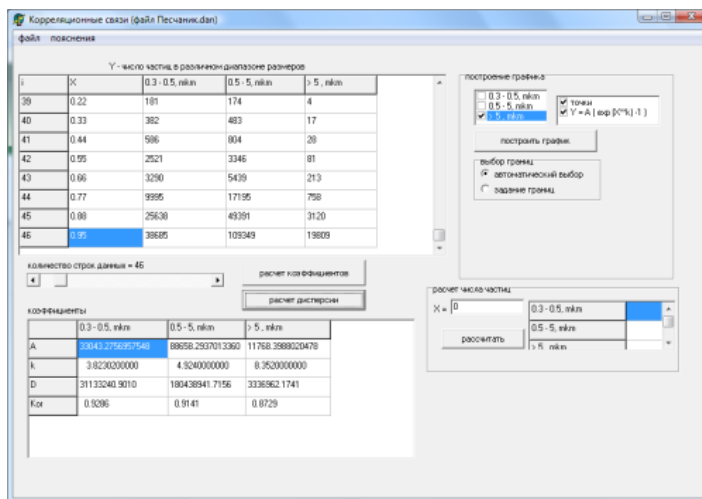 Корреляционные связи (файл Песчаник.dan)
файл пояснения
Y - число частиц в различном диапазоне размеров
i X 0.3 - 0.5, mkm 0.5 - 5, mkm > 5 , mkm
39 0.22 181 174 4
40 0.33 382 483 17
41 0.44 586 804 28
42 0.55 2521 3346 81
43 0.66 3290 5439 213
44 0.77 9995 17195 758
45 0.88 25638 49391 3120
46 0.95 38685 109349 19809
построение графика
0.3 - 0.5, mkm
0.5 - 5, mkm
> 5 , mkm
точки
Y = A ( exp (X^k) -1 )
построить график
выбор границ
автоматический выбор
задание границ
количество строк данных = 46
расчет коэффициентов
расчет дисперсии
коэффициенты
0.3 - 0.5, mkm 0.5 - 5, mkm > 5 , mkm
A 33043.2756957548 88658.2937013360 11768.3988020478
k 3.8230200000 4.9240000000 8.3520000000
D 31133240.9010 180438941.7156 3336962.1741
Kor 0.9286 0.9141 0.8729
расчет числа частиц
X = 0
рассчитать
0.3 - 0.5, mkm
0.5 - 5, mkm
> 5 , mkm